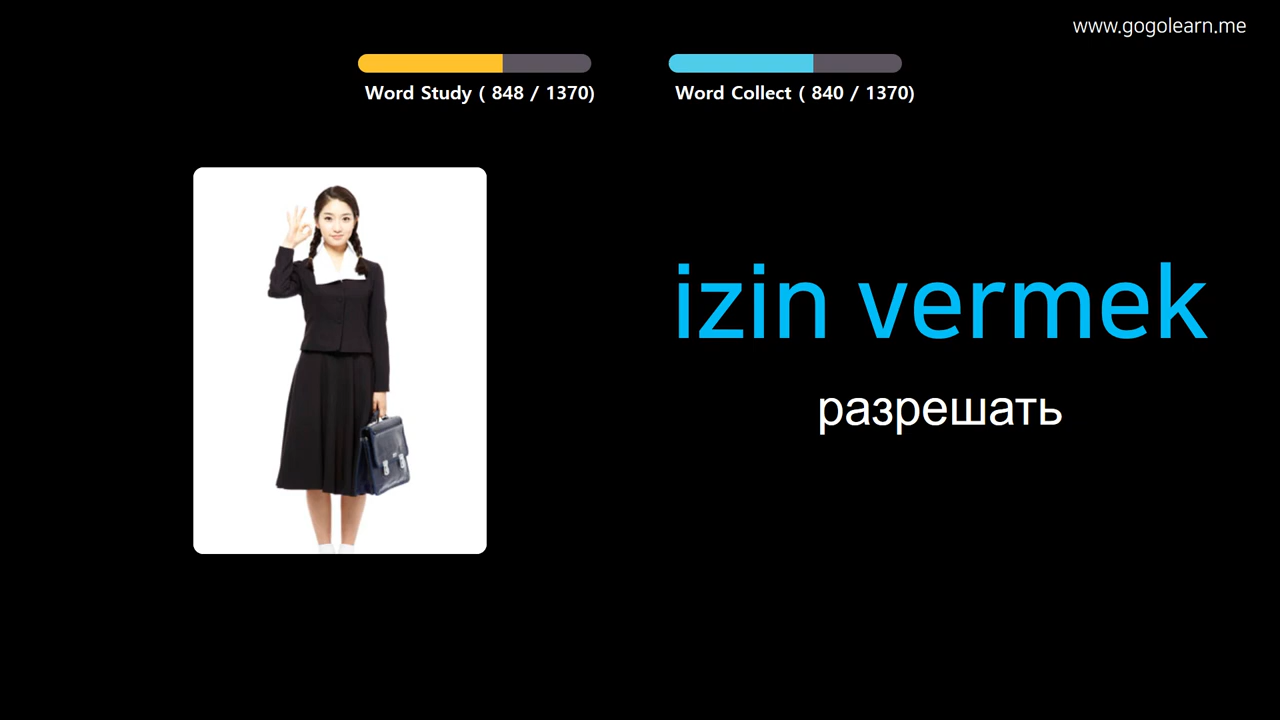 www.gogolearn.me
Word Study ( 848 / 1370)
Word Collect ( 840 / 1370)
izin vermek
разрешать